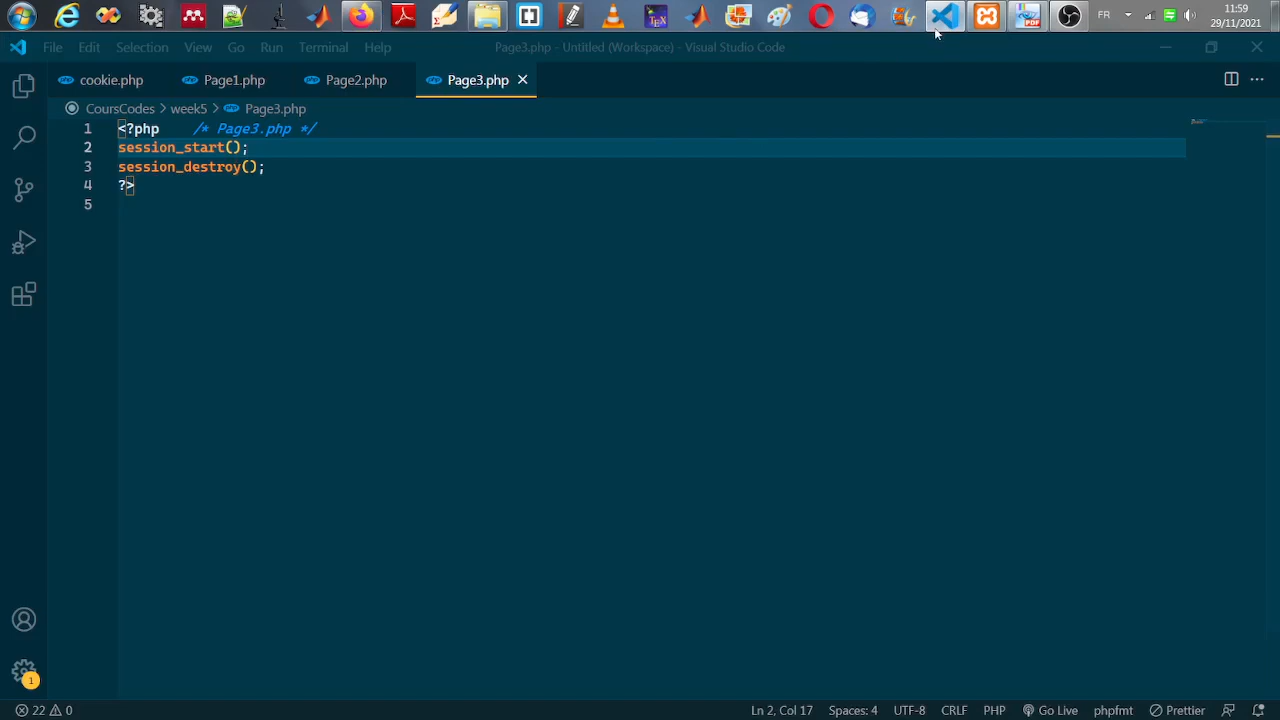 FR
11:59
29/11/2021
File Edit Selection View Go Run Terminal Help
Page3.php - Untitled (Workspace) - Visual Studio Code
cookie.php Page1.php Page2.php Page3.php
CoursCodes > week5 > Page3.php
1 <?php /* Page3.php */
2 session_start();
3 session_destroy();
4 ?>
5
1
22 0 Ln 2, Col 17 Spaces: 4 UTF-8 CRLF PHP Go Live phpfmt Prettier